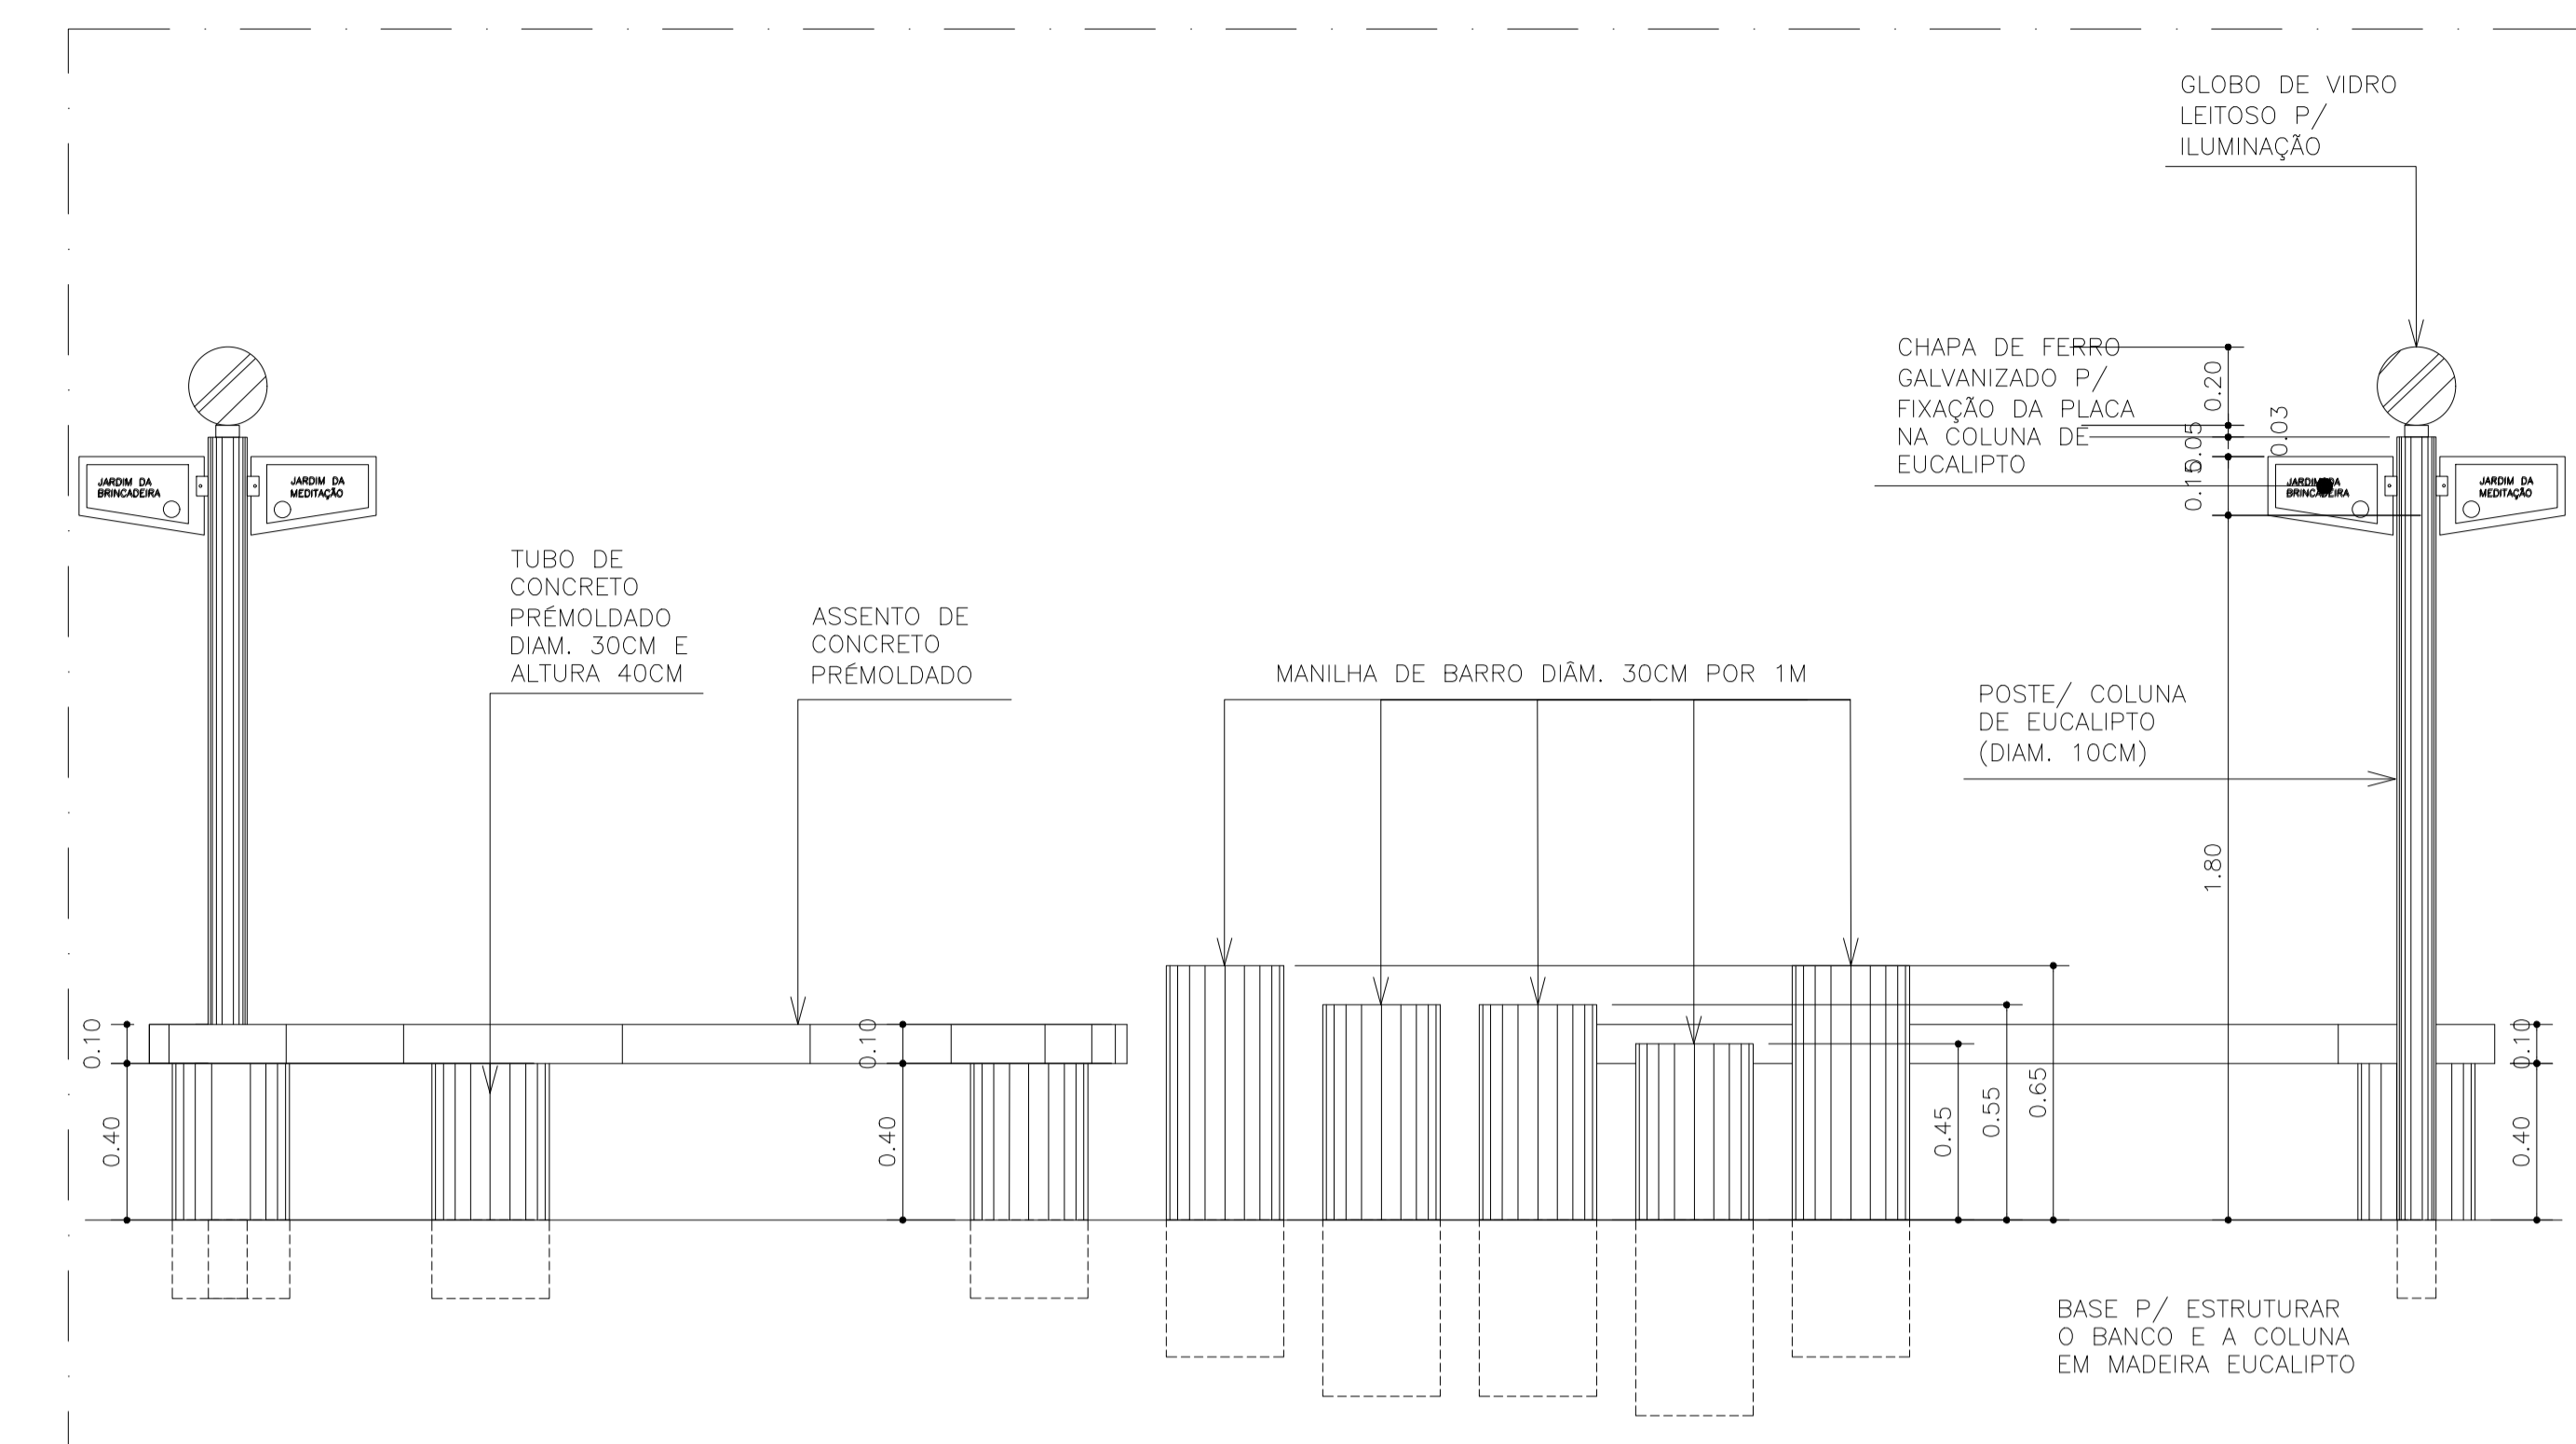 GLOBO DE VIDRO
LEITOSO P/
ILUMINAÇÃO
CHAPA DE FERRO
GALVANIZADO P/
FIXAÇÃO DA PLACA
NA COLUNA DE
EUCALIPTO
0.20
0.03
0.05
0.15
JARDIM DA
BRINCADEIRA
JARDIM DA
MEDITAÇÃO
JARDIM DA
BRINCADEIRA
JARDIM DA
MEDITAÇÃO
TUBO DE
CONCRETO
PRÉMOLDADO
DIAM. 30CM E
ALTURA 40CM
ASSENTO DE
CONCRETO
PRÉMOLDADO
MANILHA DE BARRO DIÂM. 30CM POR 1M
POSTE/ COLUNA
DE EUCALIPTO
(DIAM. 10CM)
1.80
0.10
0.40
0.10
0.40
0.45
0.55
0.65
0.10
0.40
BASE P/ ESTRUTURAR
O BANCO E A COLUNA
EM MADEIRA EUCALIPTO